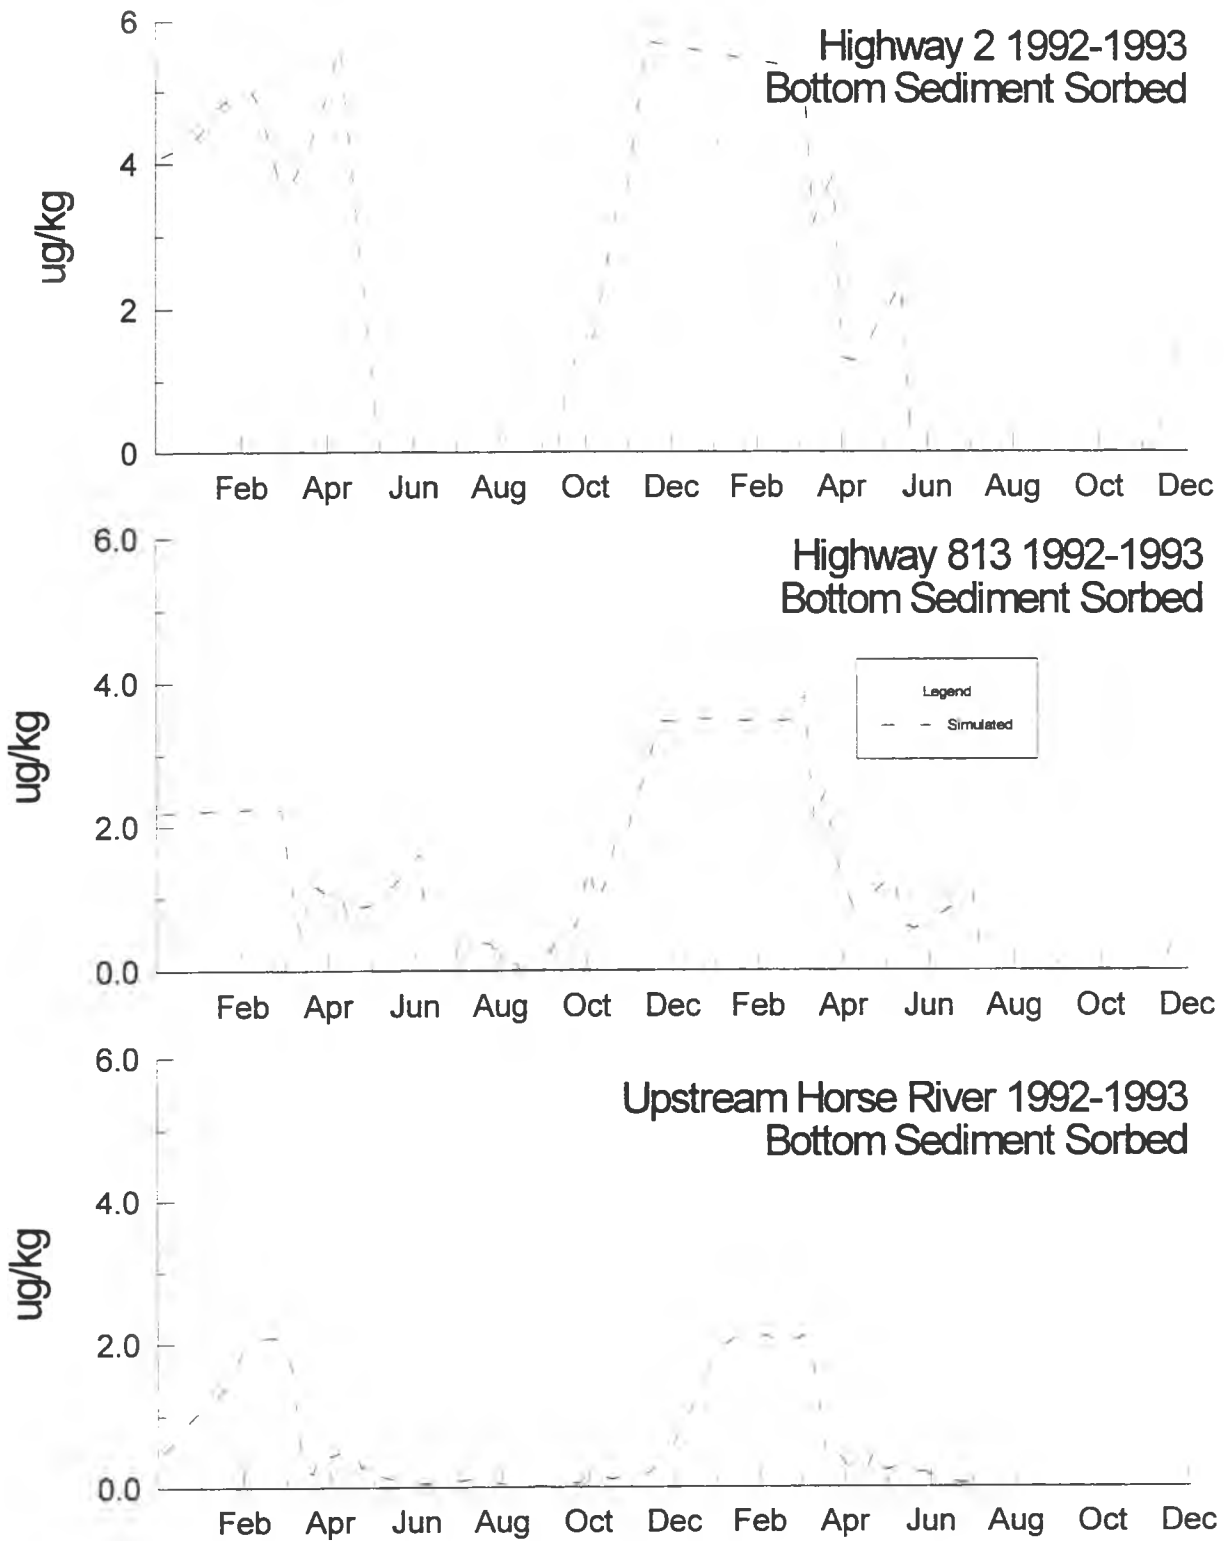 Highway 2 1992-1993
Bottom Sediment Sorbed
6
4
2
0
ug/kg
Feb Apr Jun Aug Oct Dec Feb Apr Jun Aug Oct Dec
Highway 813 1992-1993
Bottom Sediment Sorbed
6.0
4.0
2.0
0.0
ug/kg
Legend
Simulated
Feb Apr Jun Aug Oct Dec Feb Apr Jun Aug Oct Dec
Upstream Horse River 1992-1993
Bottom Sediment Sorbed
6.0
4.0
2.0
0.0
ug/kg
Feb Apr Jun Aug Oct Dec Feb Apr Jun Aug Oct Dec